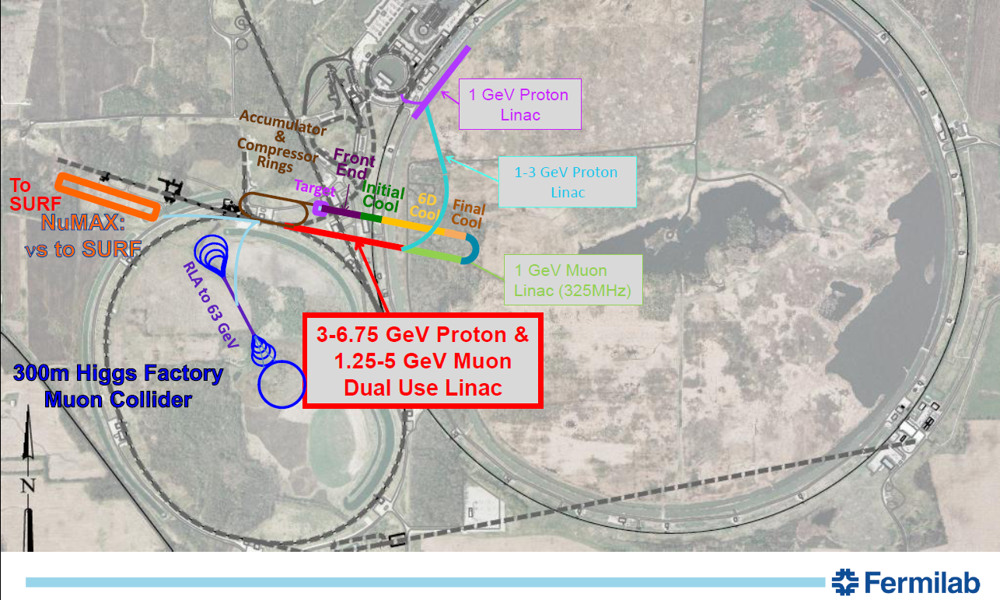 1 GeV Proton
Linac
Accumulator
&
Compressor
Rings
Front
End
1-3 GeV Proton
Linac
To
SURF
Target
Initial
Cool
6D
Cool
Final
Cool
NuMAX:
νs to SURF
RLA to 63 GeV
1 GeV Muon
Linac (325MHz)
3-6.75 GeV Proton &
1.25-5 GeV Muon
Dual Use Linac
300m Higgs Factory
Muon Collider
N
Fermilab